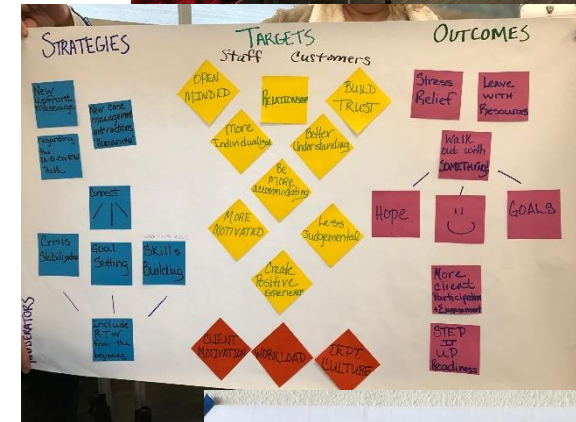 STRATEGIES
TARGETS
Staff Customers
OUTCOMES
New
Upfront
Message
New Case
Management
interactions
regarding
the
Connect
Crisis
Stabilization
Goal
Setting
Skills
Building
include
RTW
from the
beginning
MODERATORS
OPEN
MINDED
RELATIONSHIP
BUILD
TRUST
More
Individualized
Better
Understanding
Be
More
Accommodating
MORE
MOTIVATED
Less
Judgemental
Create
Positive
Experience
CLIENT
MOTIVATION
WORKLOAD
DEPT.
CULTURE
Stress
Relief
Leave
WITH
Resources
Walk
out with
SOMETHING!
Hope
GOALS
More
client
Participation
+ Engagement
STEP
IT
UP
Readiness